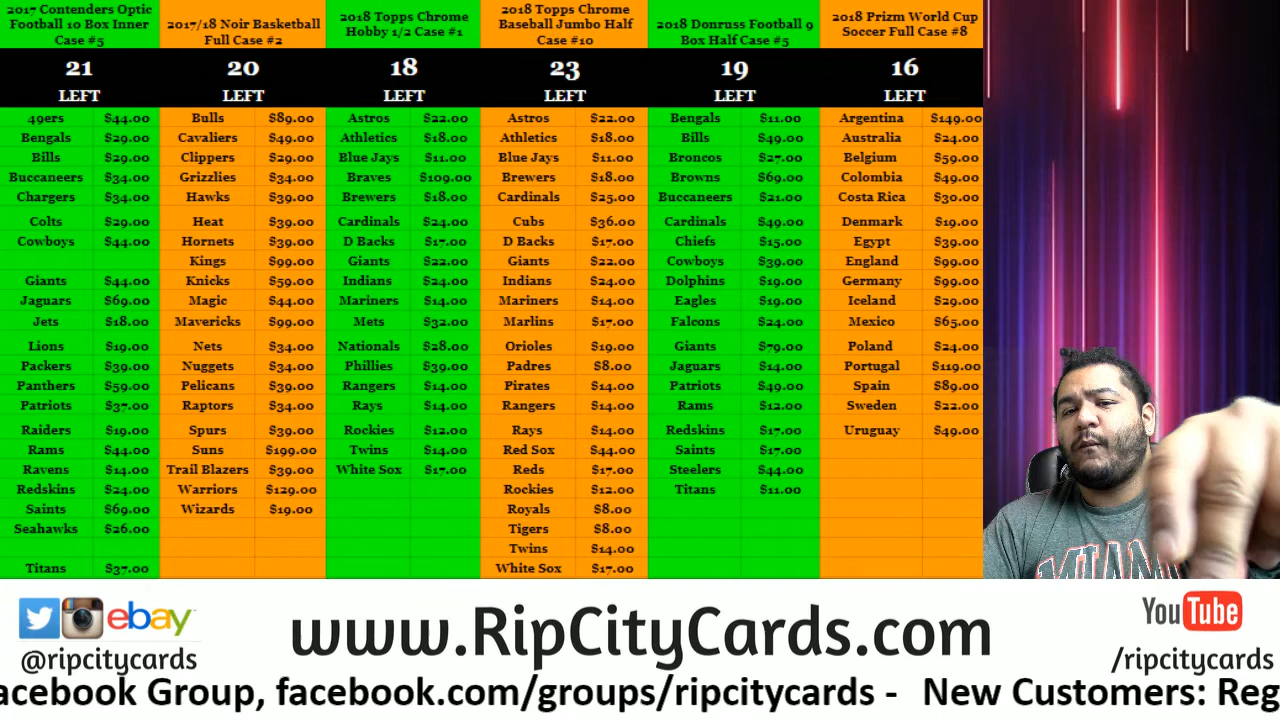 2017 Contenders Optic
Football 10 Box Inner
Case #5
21
LEFT
49ers $44.00
Bengals $29.00
Bills $29.00
Buccaneers $34.00
Chargers $34.00
Colts $29.00
Cowboys $44.00
Giants $44.00
Jaguars $69.00
Jets $18.00
Lions $19.00
Packers $39.00
Panthers $59.00
Patriots $37.00
Raiders $19.00
Rams $44.00
Ravens $14.00
Redskins $24.00
Saints $69.00
Seahawks $26.00
Titans $37.00
2017/18 Noir Basketball
Full Case #2
20
LEFT
Bulls $89.00
Cavaliers $49.00
Clippers $29.00
Grizzlies $34.00
Hawks $39.00
Heat $39.00
Hornets $39.00
Kings $99.00
Knicks $59.00
Magic $44.00
Mavericks $99.00
Nets $34.00
Nuggets $34.00
Pelicans $39.00
Raptors $34.00
Spurs $39.00
Suns $199.00
Trail Blazers $39.00
Warriors $129.00
Wizards $19.00
2018 Topps Chrome
Hobby 1/2 Case #1
18
LEFT
Astros $22.00
Athletics $18.00
Blue Jays $11.00
Braves $109.00
Brewers $18.00
Cardinals $24.00
D Backs $17.00
Giants $22.00
Indians $24.00
Mariners $14.00
Mets $32.00
Nationals $28.00
Phillies $39.00
Rangers $14.00
Rays $14.00
Rockies $12.00
Twins $14.00
White Sox $17.00
2018 Topps Chrome
Baseball Jumbo Half
Case #10
23
LEFT
Astros $22.00
Athletics $18.00
Blue Jays $11.00
Brewers $18.00
Cardinals $25.00
Cubs $36.00
D Backs $17.00
Giants $22.00
Indians $24.00
Mariners $14.00
Marlins $17.00
Orioles $19.00
Padres $8.00
Pirates $14.00
Rangers $14.00
Rays $14.00
Red Sox $44.00
Reds $17.00
Rockies $12.00
Royals $8.00
Tigers $8.00
Twins $14.00
White Sox $17.00
2018 Donruss Football 9
Box Half Case #5
19
LEFT
Bengals $11.00
Bills $49.00
Broncos $27.00
Browns $69.00
Buccaneers $21.00
Cardinals $49.00
Chiefs $15.00
Cowboys $39.00
Dolphins $19.00
Eagles $19.00
Falcons $24.00
Giants $79.00
Jaguars $14.00
Patriots $49.00
Rams $12.00
Redskins $17.00
Saints $17.00
Steelers $44.00
Titans $11.00
2018 Prizm World Cup
Soccer Full Case #8
16
LEFT
Argentina $149.00
Australia $24.00
Belgium $59.00
Colombia $49.00
Costa Rica $30.00
Denmark $19.00
Egypt $39.00
England $99.00
Germany $99.00
Iceland $29.00
Mexico $65.00
Poland $24.00
Portugal $119.00
Spain $89.00
Sweden $22.00
Uruguay $49.00
MIAM
ebay
@ripcitycards
www.RipCityCards.com
YouTube
/ripcitycards
acebook Group, facebook.com/groups/ripcitycards - New Customers: Reg